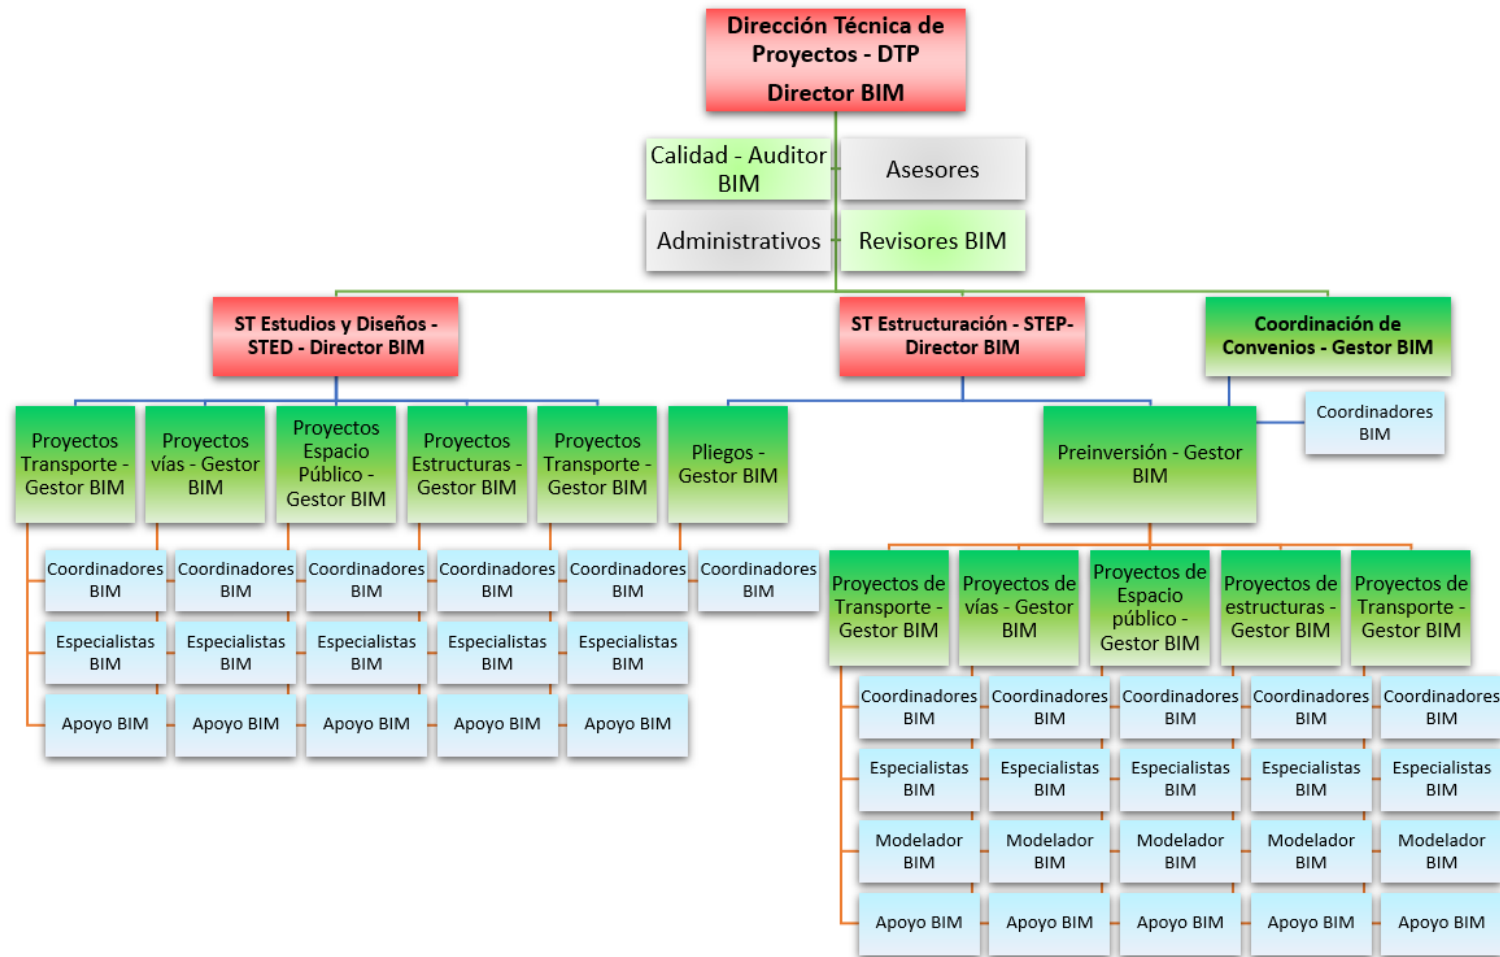 Dirección Técnica de
Proyectos - DTP
Director BIM
Calidad - Auditor
BIM
Asesores
Administrativos
Revisores BIM
ST Estudios y Diseños -
STED - Director BIM
ST Estructuración - STEP-
Director BIM
Coordinación de
Convenios - Gestor BIM
Coordinadores
BIM
Proyectos
Transporte -
Gestor BIM
Proyectos
vías - Gestor
BIM
Proyectos
Espacio
Público -
Gestor BIM
Proyectos
Estructuras -
Gestor BIM
Proyectos
Transporte -
Gestor BIM
Pliegos -
Gestor BIM
Preinversión - Gestor
BIM
Coordinadores
BIM
Coordinadores
BIM
Coordinadores
BIM
Coordinadores
BIM
Coordinadores
BIM
Coordinadores
BIM
Especialistas
BIM
Especialistas
BIM
Especialistas
BIM
Especialistas
BIM
Especialistas
BIM
Apoyo BIM
Apoyo BIM
Apoyo BIM
Apoyo BIM
Apoyo BIM
Proyectos de
Transporte -
Gestor BIM
Proyectos de
vías - Gestor
BIM
Proyectos de
Espacio
público -
Gestor BIM
Proyectos de
estructuras -
Gestor BIM
Proyectos de
Transporte -
Gestor BIM
Coordinadores
BIM
Coordinadores
BIM
Coordinadores
BIM
Coordinadores
BIM
Coordinadores
BIM
Especialistas
BIM
Especialistas
BIM
Especialistas
BIM
Especialistas
BIM
Especialistas
BIM
Modelador
BIM
Modelador
BIM
Modelador
BIM
Modelador
BIM
Modelador
BIM
Apoyo BIM
Apoyo BIM
Apoyo BIM
Apoyo BIM
Apoyo BIM